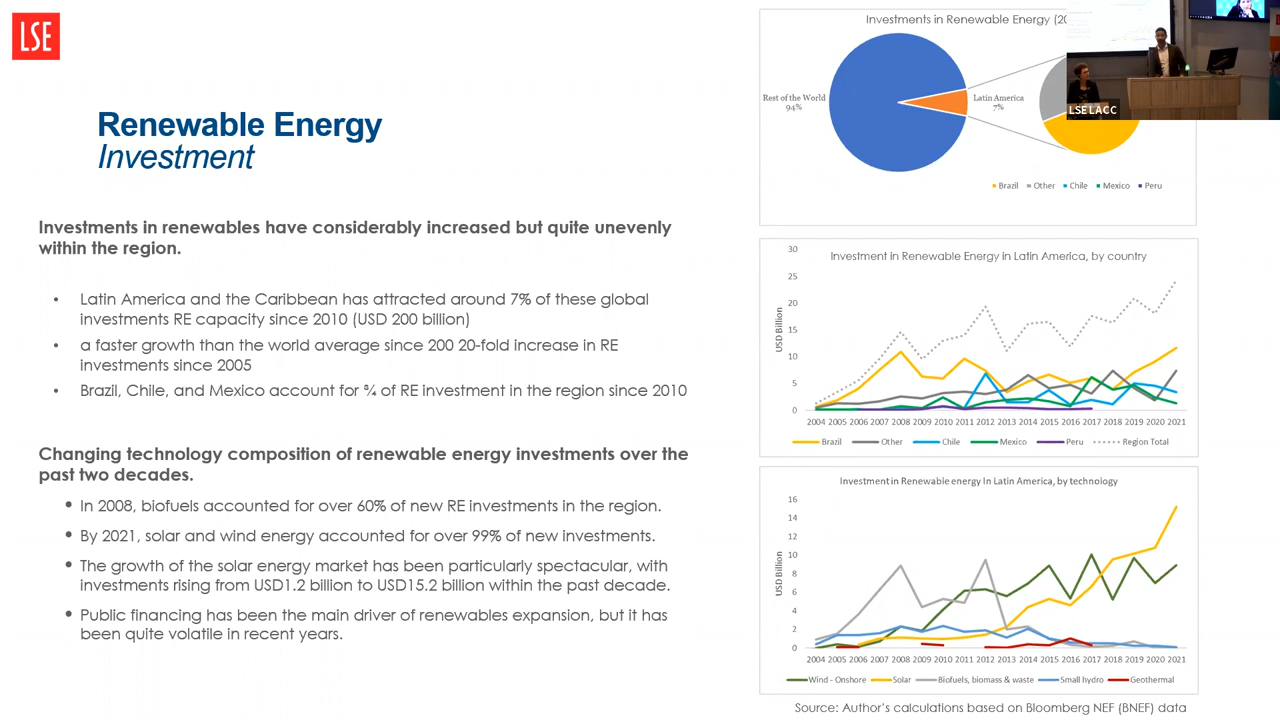 LSE
Renewable Energy
Investment
Investments in renewables have considerably increased but quite unevenly
within the region.
• Latin America and the Caribbean has attracted around 7% of these global
investments RE capacity since 2010 (USD 200 billion)
• a faster growth than the world average since 200 20-fold increase in RE
investments since 2005
• Brazil, Chile, and Mexico account for ¾ of RE investment in the region since 2010
Changing technology composition of renewable energy investments over the
past two decades.
• In 2008, biofuels accounted for over 60% of new RE investments in the region.
• By 2021, solar and wind energy accounted for over 99% of new investments.
• The growth of the solar energy market has been particularly spectacular, with
investments rising from USD1.2 billion to USD15.2 billion within the past decade.
• Public financing has been the main driver of renewables expansion, but it has
been quite volatile in recent years.
Investments in Renewable Energy (20
Rest of the World
94%
Latin America
7%
Brazil Other Chile Mexico Peru
LSE LACC
Investment in Renewable Energy in Latin America, by country
USD Billion
30
25
20
15
10
5
0
2004 2005 2006 2007 2008 2009 2010 2011 2012 2013 2014 2015 2016 2017 2018 2019 2020 2021
Brazil Other Chile Mexico Peru Region Total
Investment in Renewable energy In Latin America, by technology
USD Billion
16
14
12
10
8
6
4
2
0
2004 2005 2006 2007 2008 2009 2010 2011 2012 2013 2014 2015 2016 2017 2018 2019 2020 2021
Wind - Onshore Solar Biofuels, biomass & waste Small hydro Geothermal
Source: Author's calculations based on Bloomberg NEF (BNEF) data